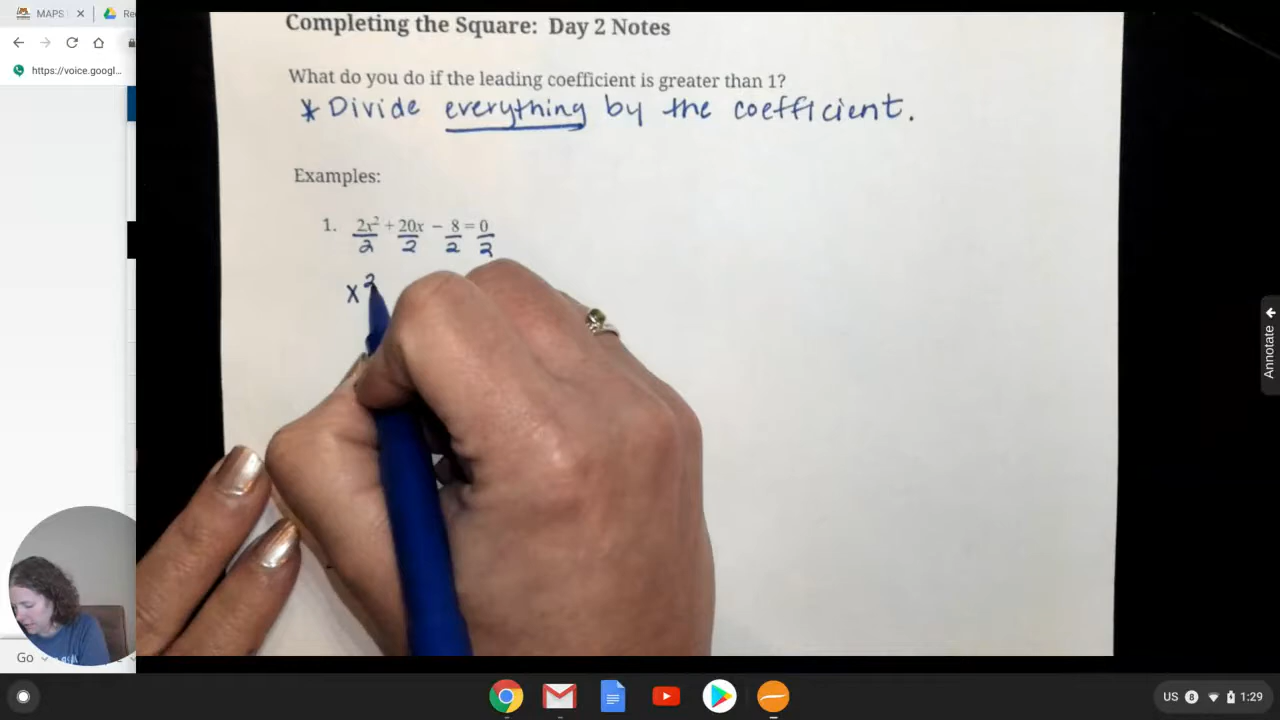 MAPS
Re
https://voice.googl...
Completing the Square: Day 2 Notes
What do you do if the leading coefficient is greater than 1?
* Divide everything by the coefficient.
Examples:
1. 2x² + 20x − 8 = 0
2 2 2 2
x²
Annotate
Go
US 8 1:29